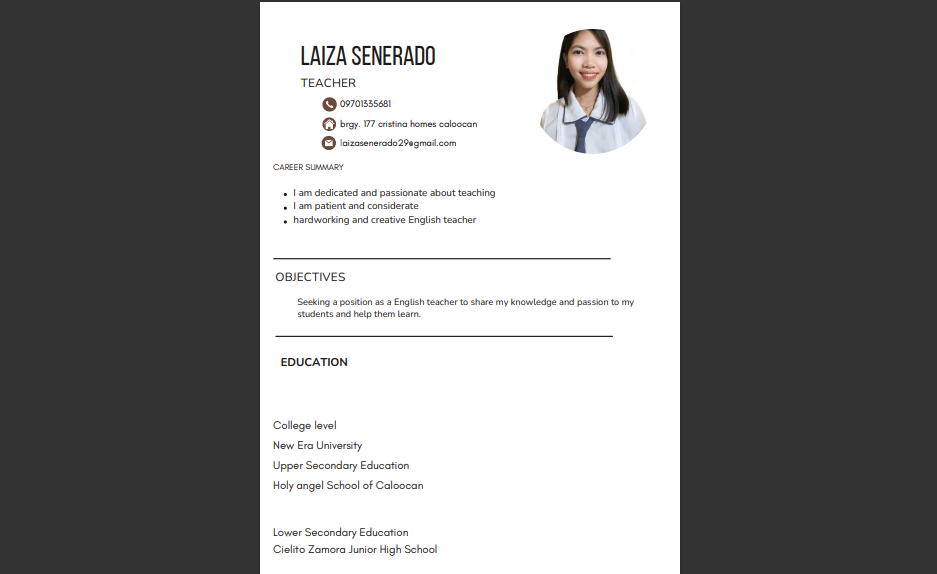 LAIZA SENERADO
TEACHER
09701335681
brgy. 177 cristina homes caloocan
laizasenerado29@gmail.com
CAREER SUMMARY
• I am dedicated and passionate about teaching
• I am patient and considerate
• hardworking and creative English teacher
OBJECTIVES
Seeking a position as a English teacher to share my knowledge and passion to my
students and help them learn.
EDUCATION
College level
New Era University
Upper Secondary Education
Holy angel School of Caloocan
Lower Secondary Education
Cielito Zamora Junior High School